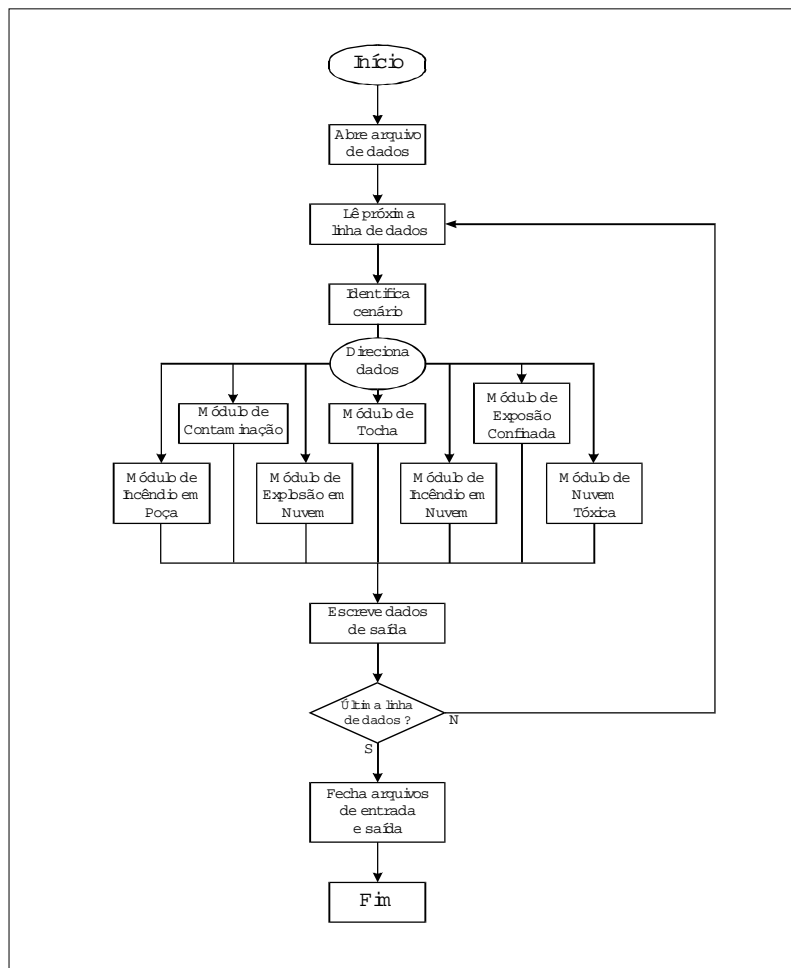 Início
Abre arquivo
de dados
Lê próxima
linha de dados
Identifica
cenário
Direciona
dados
Módulo de
Contaminação
Módulo de
Tocha
Módulo de
Exposão
Confinada
Módulo de
Incêndio em
Poça
Módulo de
Explosão em
Nuvem
Módulo de
Incêndio em
Nuvem
Módulo de
Nuvem
Tóxica
Escreve dados
de saída
Última linha
de dados ?
N
S
Fecha arquivos
de entrada
e saída
Fim